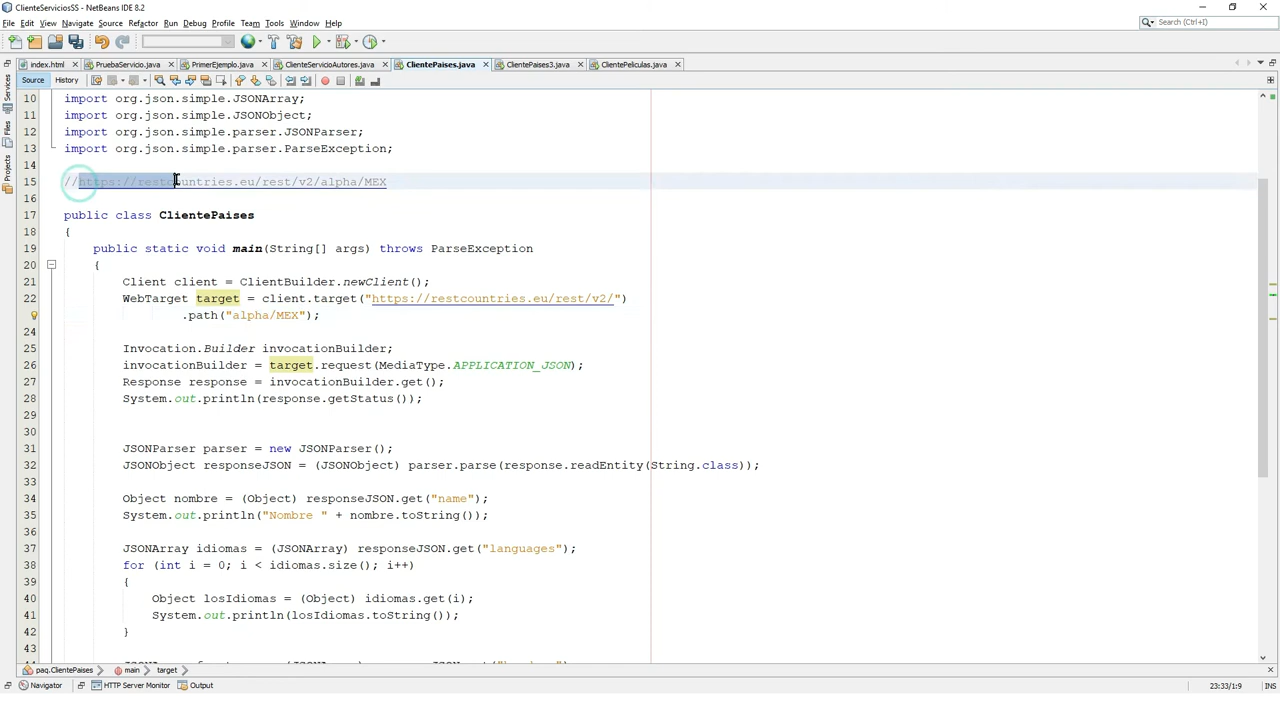 ClienteServiciosSS - NetBeans IDE 8.2
File Edit View Navigate Source Refactor Run Debug Profile Team Tools Window Help
Search (Ctrl+I)
index.html PruebaServicio.java PrimerEjemplo.java ClienteServicioAutores.java ClientePaises.java ClientePaises3.java ClientePeliculas.java
Source History
Services
Files
Projects
10 import org.json.simple.JSONArray;
11 import org.json.simple.JSONObject;
12 import org.json.simple.parser.JSONParser;
13 import org.json.simple.parser.ParseException;
14
15 //https://restcountries.eu/rest/v2/alpha/MEX
16
17 public class ClientePaises
18 {
19 public static void main(String[] args) throws ParseException
20 {
21 Client client = ClientBuilder.newClient();
22 WebTarget target = client.target("https://restcountries.eu/rest/v2/")
.path("alpha/MEX");
24
25 Invocation.Builder invocationBuilder;
26 invocationBuilder = target.request(MediaType.APPLICATION_JSON);
27 Response response = invocationBuilder.get();
28 System.out.println(response.getStatus());
29
30
31 JSONParser parser = new JSONParser();
32 JSONObject responseJSON = (JSONObject) parser.parse(response.readEntity(String.class));
33
34 Object nombre = (Object) responseJSON.get("name");
35 System.out.println("Nombre " + nombre.toString());
36
37 JSONArray idiomas = (JSONArray) responseJSON.get("languages");
38 for (int i = 0; i < idiomas.size(); i++)
39 {
40 Object losIdiomas = (Object) idiomas.get(i);
41 System.out.println(losIdiomas.toString());
42 }
43
paq.ClientePaises main target
Navigator HTTP Server Monitor Output
23:33/1:9 INS